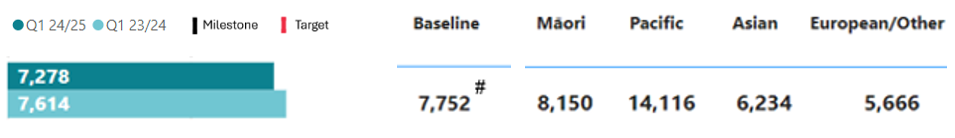 Q1 24/25 Q1 23/24 Milestone Target Baseline Māori Pacific Asian European/Other
7,278
7,614 7,752 # 8,150 14,116 6,234 5,666